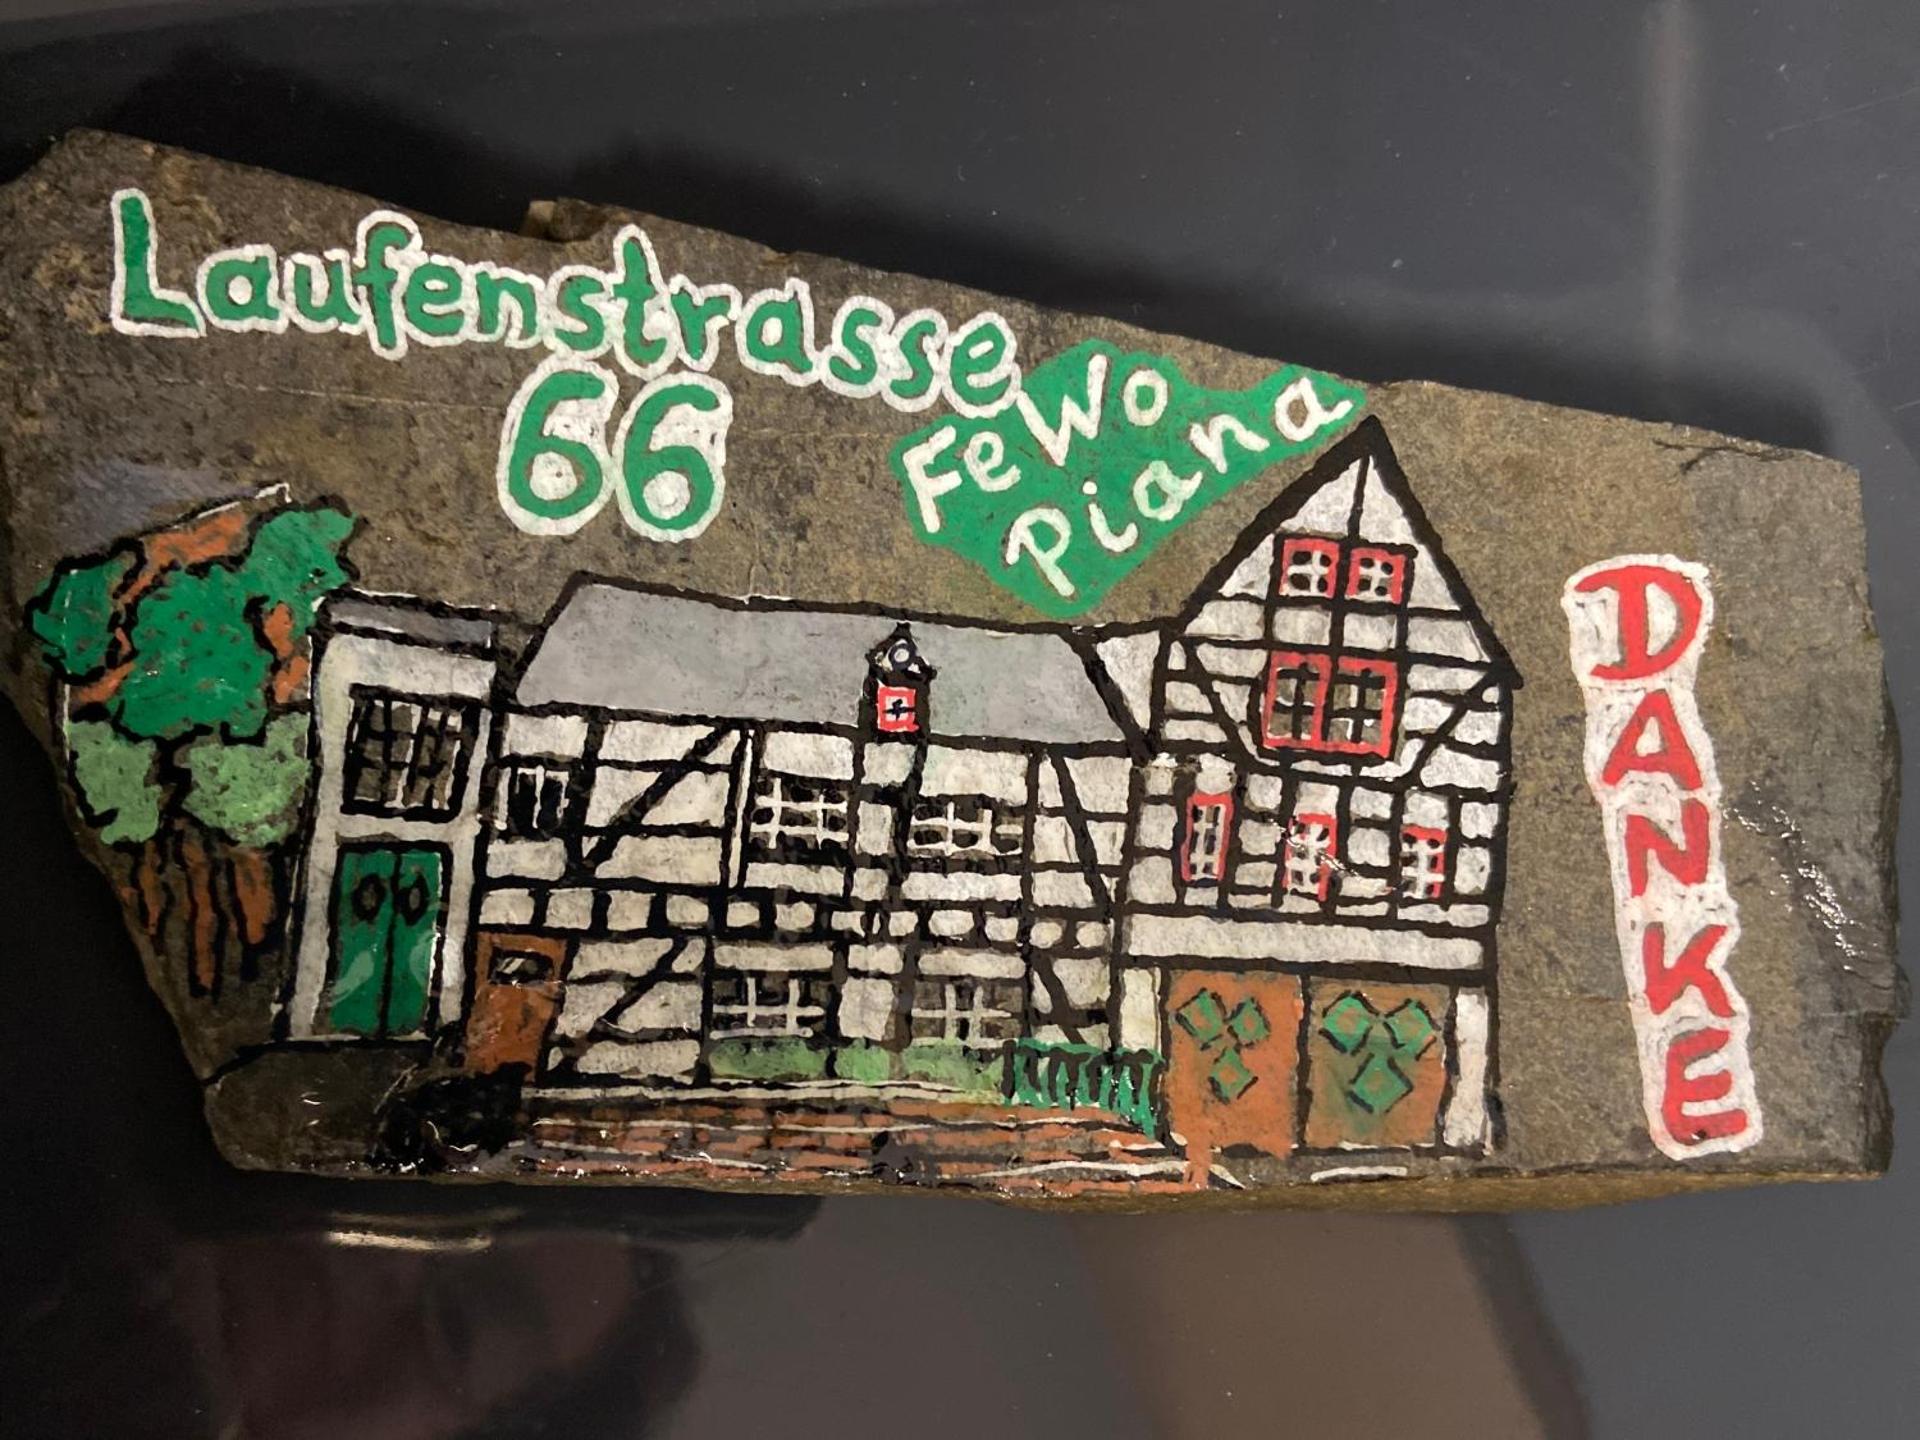 Laufenstrasse
66
FeWo
Piana
DANKE